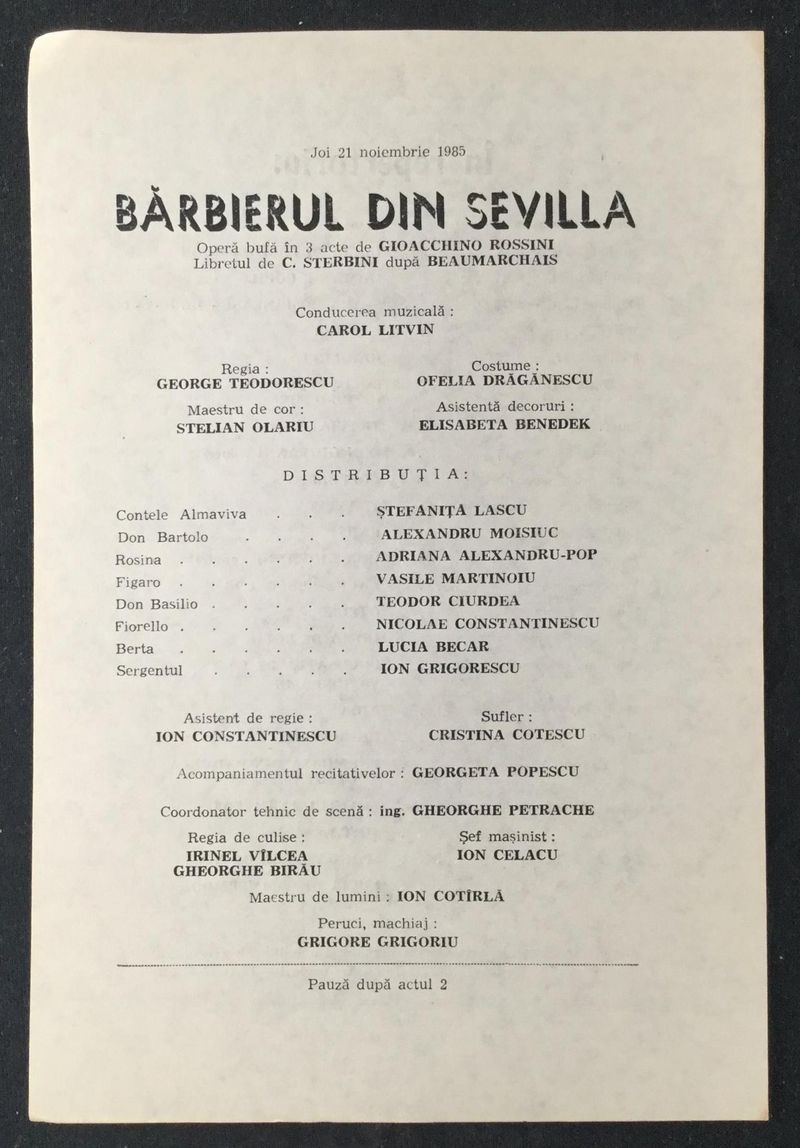 Joi 21 noiembrie 1985
BĂRBIERUL DIN SEVILLA
Operă bufă în 3 acte de GIOACCHINO ROSSINI
Libretul de C. STERBINI după BEAUMARCHAIS
Conducerea muzicală :
CAROL LITVIN
Regia :
GEORGE TEODORESCU
Costume :
OFELIA DRĂGĂNESCU
Maestru de cor :
STELIAN OLARIU
Asistentă decoruri :
ELISABETA BENEDEK
DISTRIBUȚIA:
Contele Almaviva . . . ȘTEFĂNIȚĂ LASCU
Don Bartolo . . . . ALEXANDRU MOISIUC
Rosina . . . . . . ADRIANA ALEXANDRU-POP
Figaro . . . . . . VASILE MARTINOIU
Don Basilio . . . . . TEODOR CIURDEA
Fiorello . . . . . . NICOLAE CONSTANTINESCU
Berta . . . . . . LUCIA BECAR
Sergentul . . . . . ION GRIGORESCU
Asistent de regie :
ION CONSTANTINESCU
Sufler :
CRISTINA COTESCU
Acompaniamentul recitativelor : GEORGETA POPESCU
Coordonator tehnic de scenă : ing. GHEORGHE PETRACHE
Regia de culise :
IRINEL VÎLCEA
GHEORGHE BIRĂU
Șef mașinist :
ION CELACU
Maestru de lumini : ION COTÎRLĂ
Peruci, machiaj :
GRIGORE GRIGORIU
Pauză după actul 2